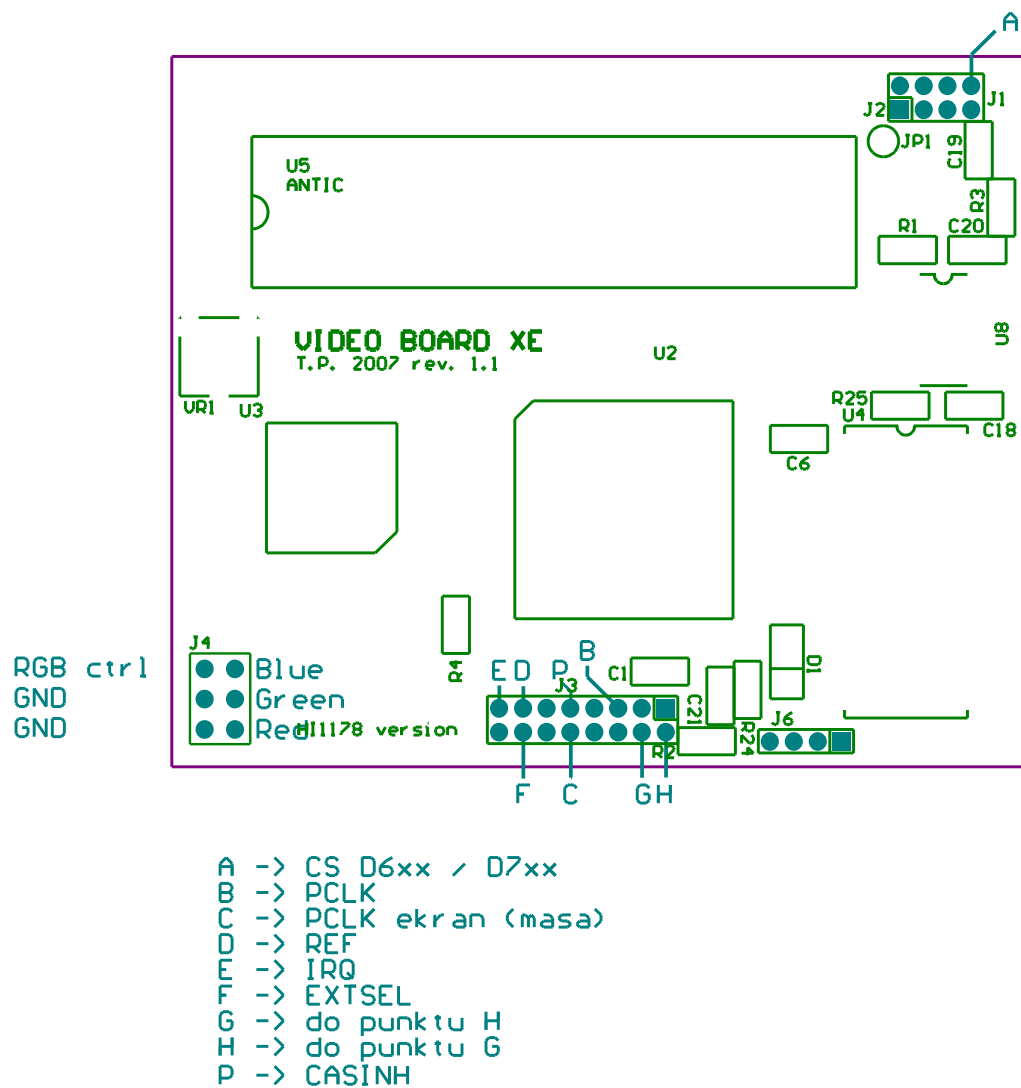 A
J2
J1
JP1
C19
U5
ANTIC
R3
R1
C20
VIDEO BOARD XE
T.P. 2007 rev. 1.1
U2
U8
VR1
U3
R25
U4
C18
C6
J4
RGB ctrl
Blue
GND
Green
GND
Red
HI1178 version
R4
E D P B
J3
C1
C21
R24
R2
D1
J6
F C G H
A -> CS D6xx / D7xx
B -> PCLK
C -> PCLK ekran (masa)
D -> REF
E -> IRQ
F -> EXTSEL
G -> do punktu H
H -> do punktu G
P -> CASINH